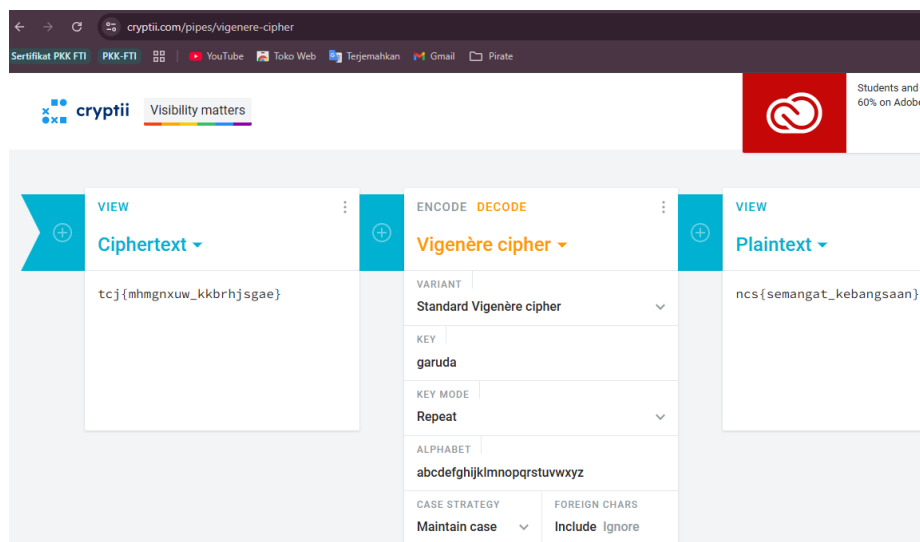 cryptii.com/pipes/vigenere-cipher
Sertifikat PKK FTI PKK-FTI YouTube Toko Web Terjemahkan Gmail Pirate
cryptii Visibility matters
Students and
60% on Adobe
VIEW
Ciphertext
tcj{mhmgnxuw_kkbrhjsgae}
ENCODE DECODE
Vigenère cipher
VARIANT
Standard Vigenère cipher
KEY
garuda
KEY MODE
Repeat
ALPHABET
abcdefghijklmnopqrstuvwxyz
CASE STRATEGY
Maintain case
FOREIGN CHARS
Include Ignore
VIEW
Plaintext
ncs{semangat_kebangsaan}